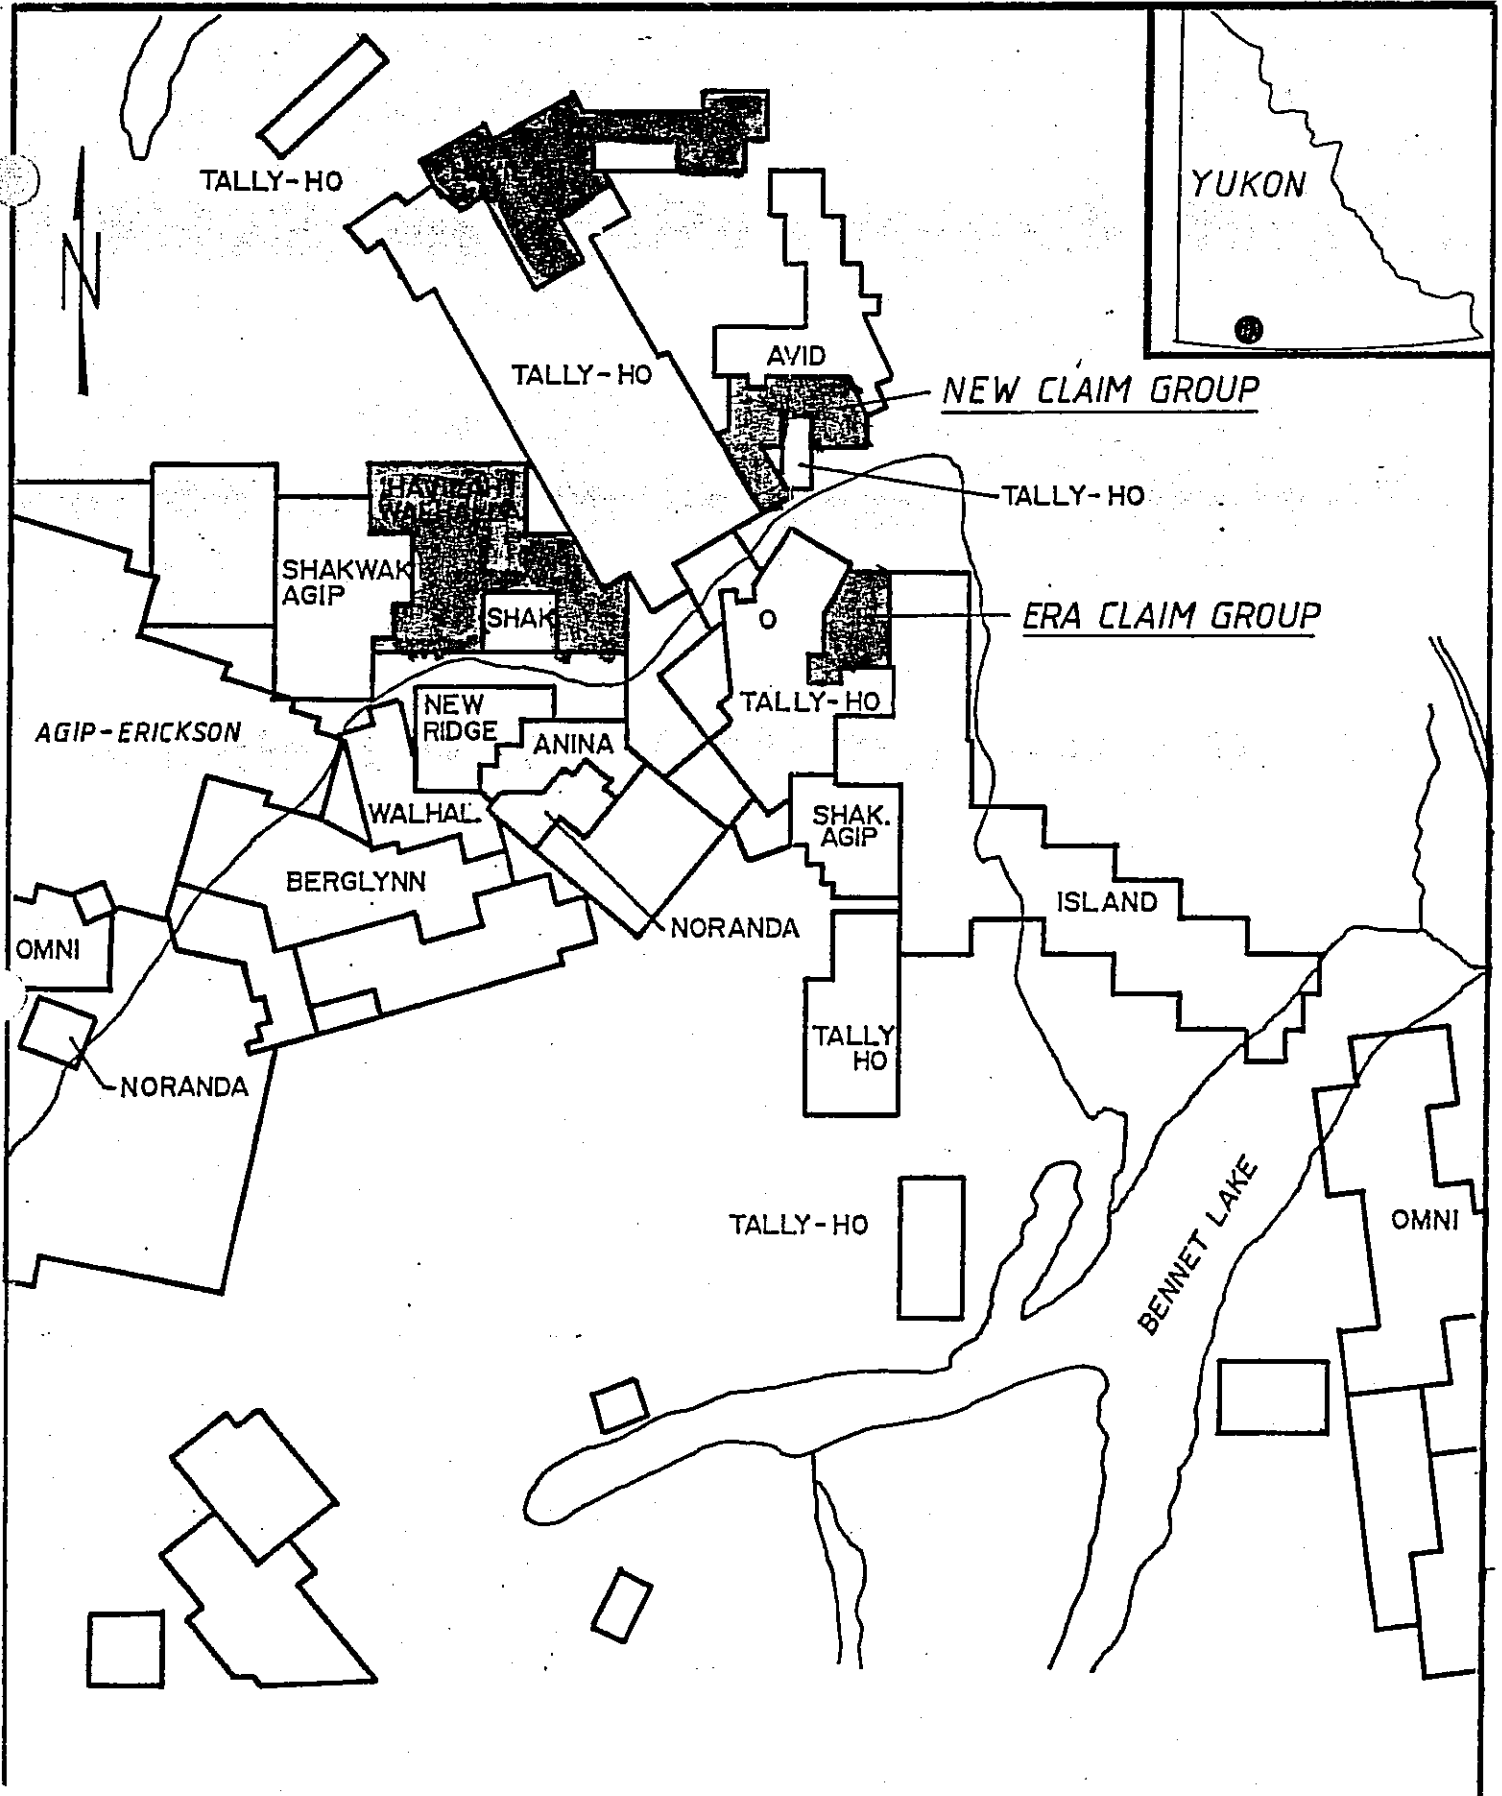 YUKON
TALLY-HO
N
AVID
TALLY-HO
NEW CLAIM GROUP
TALLY-HO
WALHALLA
SHAKWAK
AGIP
SHAK
O
ERA CLAIM GROUP
TALLY-HO
NEW
RIDGE
AGIP-ERICKSON
ANINA
WALHAL.
SHAK.
AGIP
BERGLYNN
ISLAND
NORANDA
OMNI
TALLY
HO
NORANDA
TALLY-HO
BENNET LAKE
OMNI